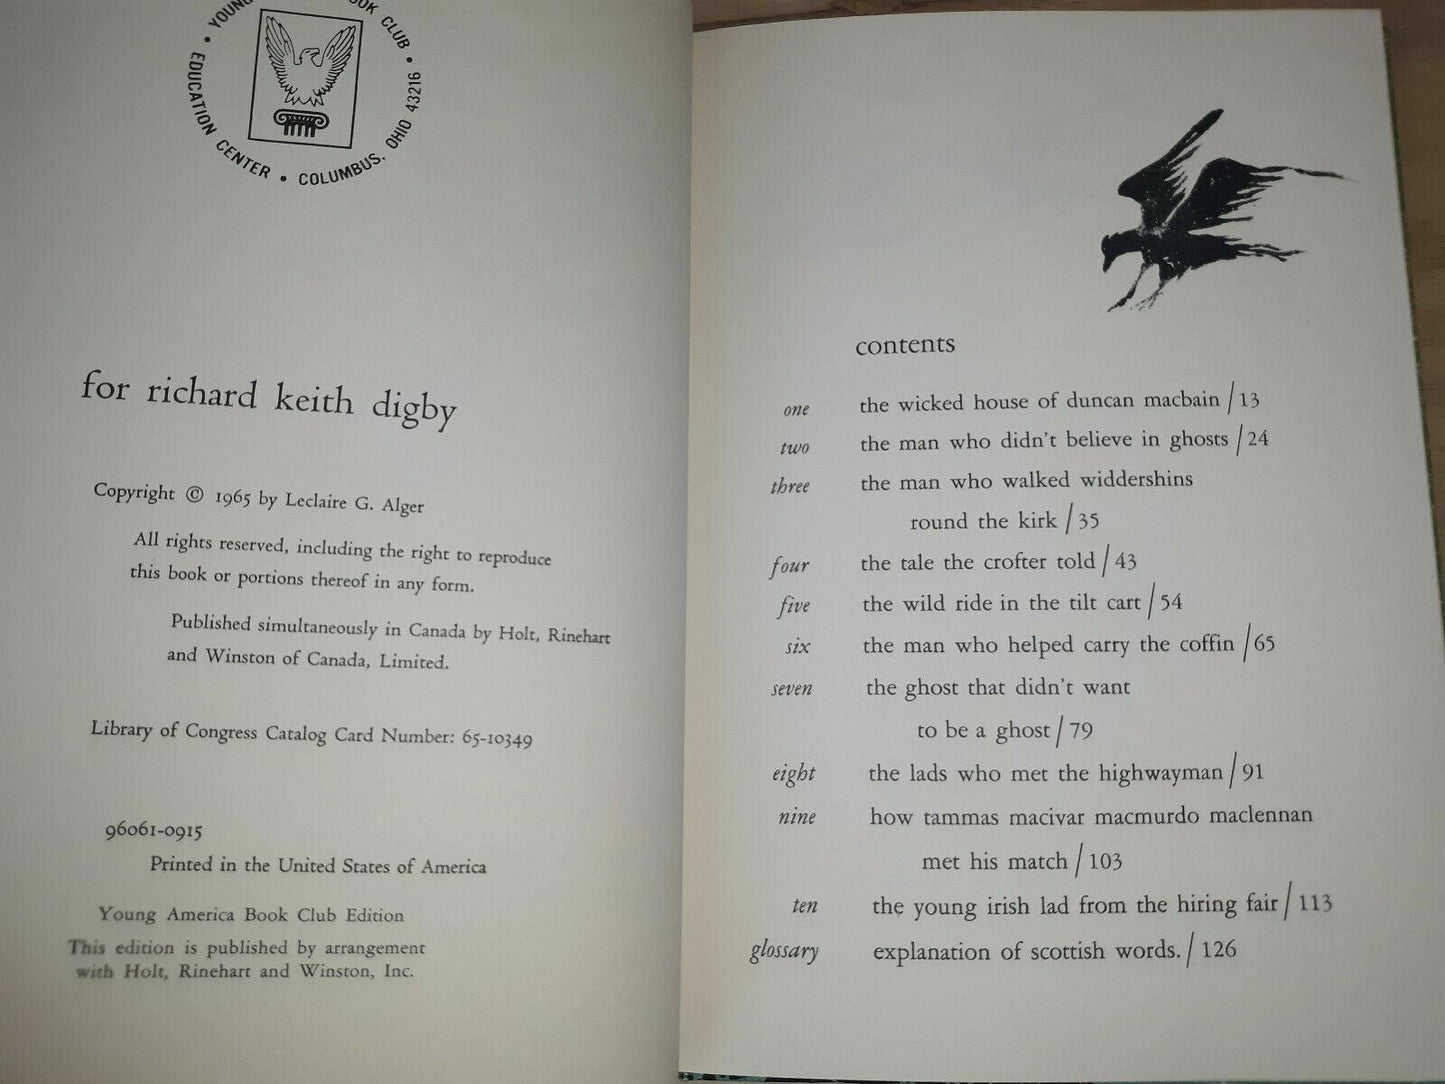 YOUNG
OOK CLUB •
EDUCATION CENTER • COLUMBUS, OHIO 43216
for richard keith digby
Copyright © 1965 by Leclaire G. Alger
All rights reserved, including the right to reproduce
this book or portions thereof in any form.
Published simultaneously in Canada by Holt, Rinehart
and Winston of Canada, Limited.
Library of Congress Catalog Card Number: 65-10349
96061-0915
Printed in the United States of America
Young America Book Club Edition
This edition is published by arrangement
with Holt, Rinehart and Winston, Inc.
contents
one the wicked house of duncan macbain / 13
two the man who didn't believe in ghosts / 24
three the man who walked widdershins
round the kirk / 35
four the tale the crofter told / 43
five the wild ride in the tilt cart / 54
six the man who helped carry the coffin / 65
seven the ghost that didn't want
to be a ghost / 79
eight the lads who met the highwayman / 91
nine how tammas macivar macmurdo maclennan
met his match / 103
ten the young irish lad from the hiring fair / 113
glossary explanation of scottish words. / 126